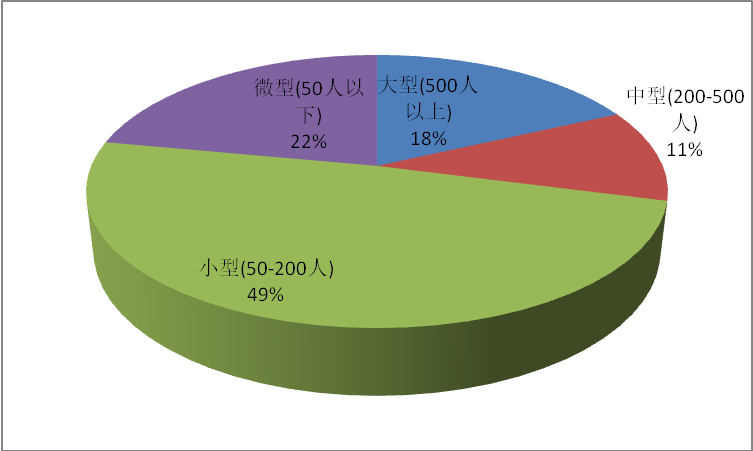 微型(50人以
下)
22%
大型(500人
以上)
18%
中型(200-500
人)
11%
小型(50-200人)
49%